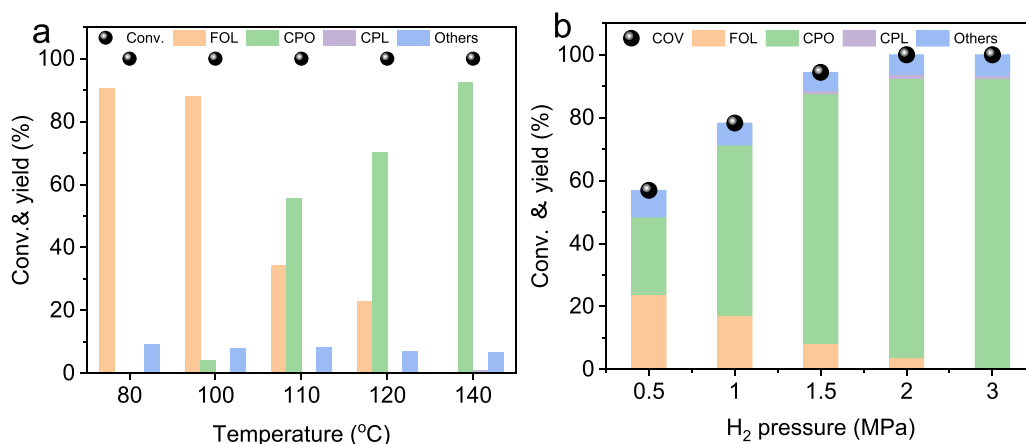 a
Conv. FOL CPO CPL Others
100
80
60
40
20
0
Conv.& yield (%)
80 100 110 120 140
Temperature (°C)
b
COV FOL CPO CPL Others
100
80
60
40
20
0
Conv. & yield (%)
0.5 1 1.5 2 3
H₂ pressure (MPa)